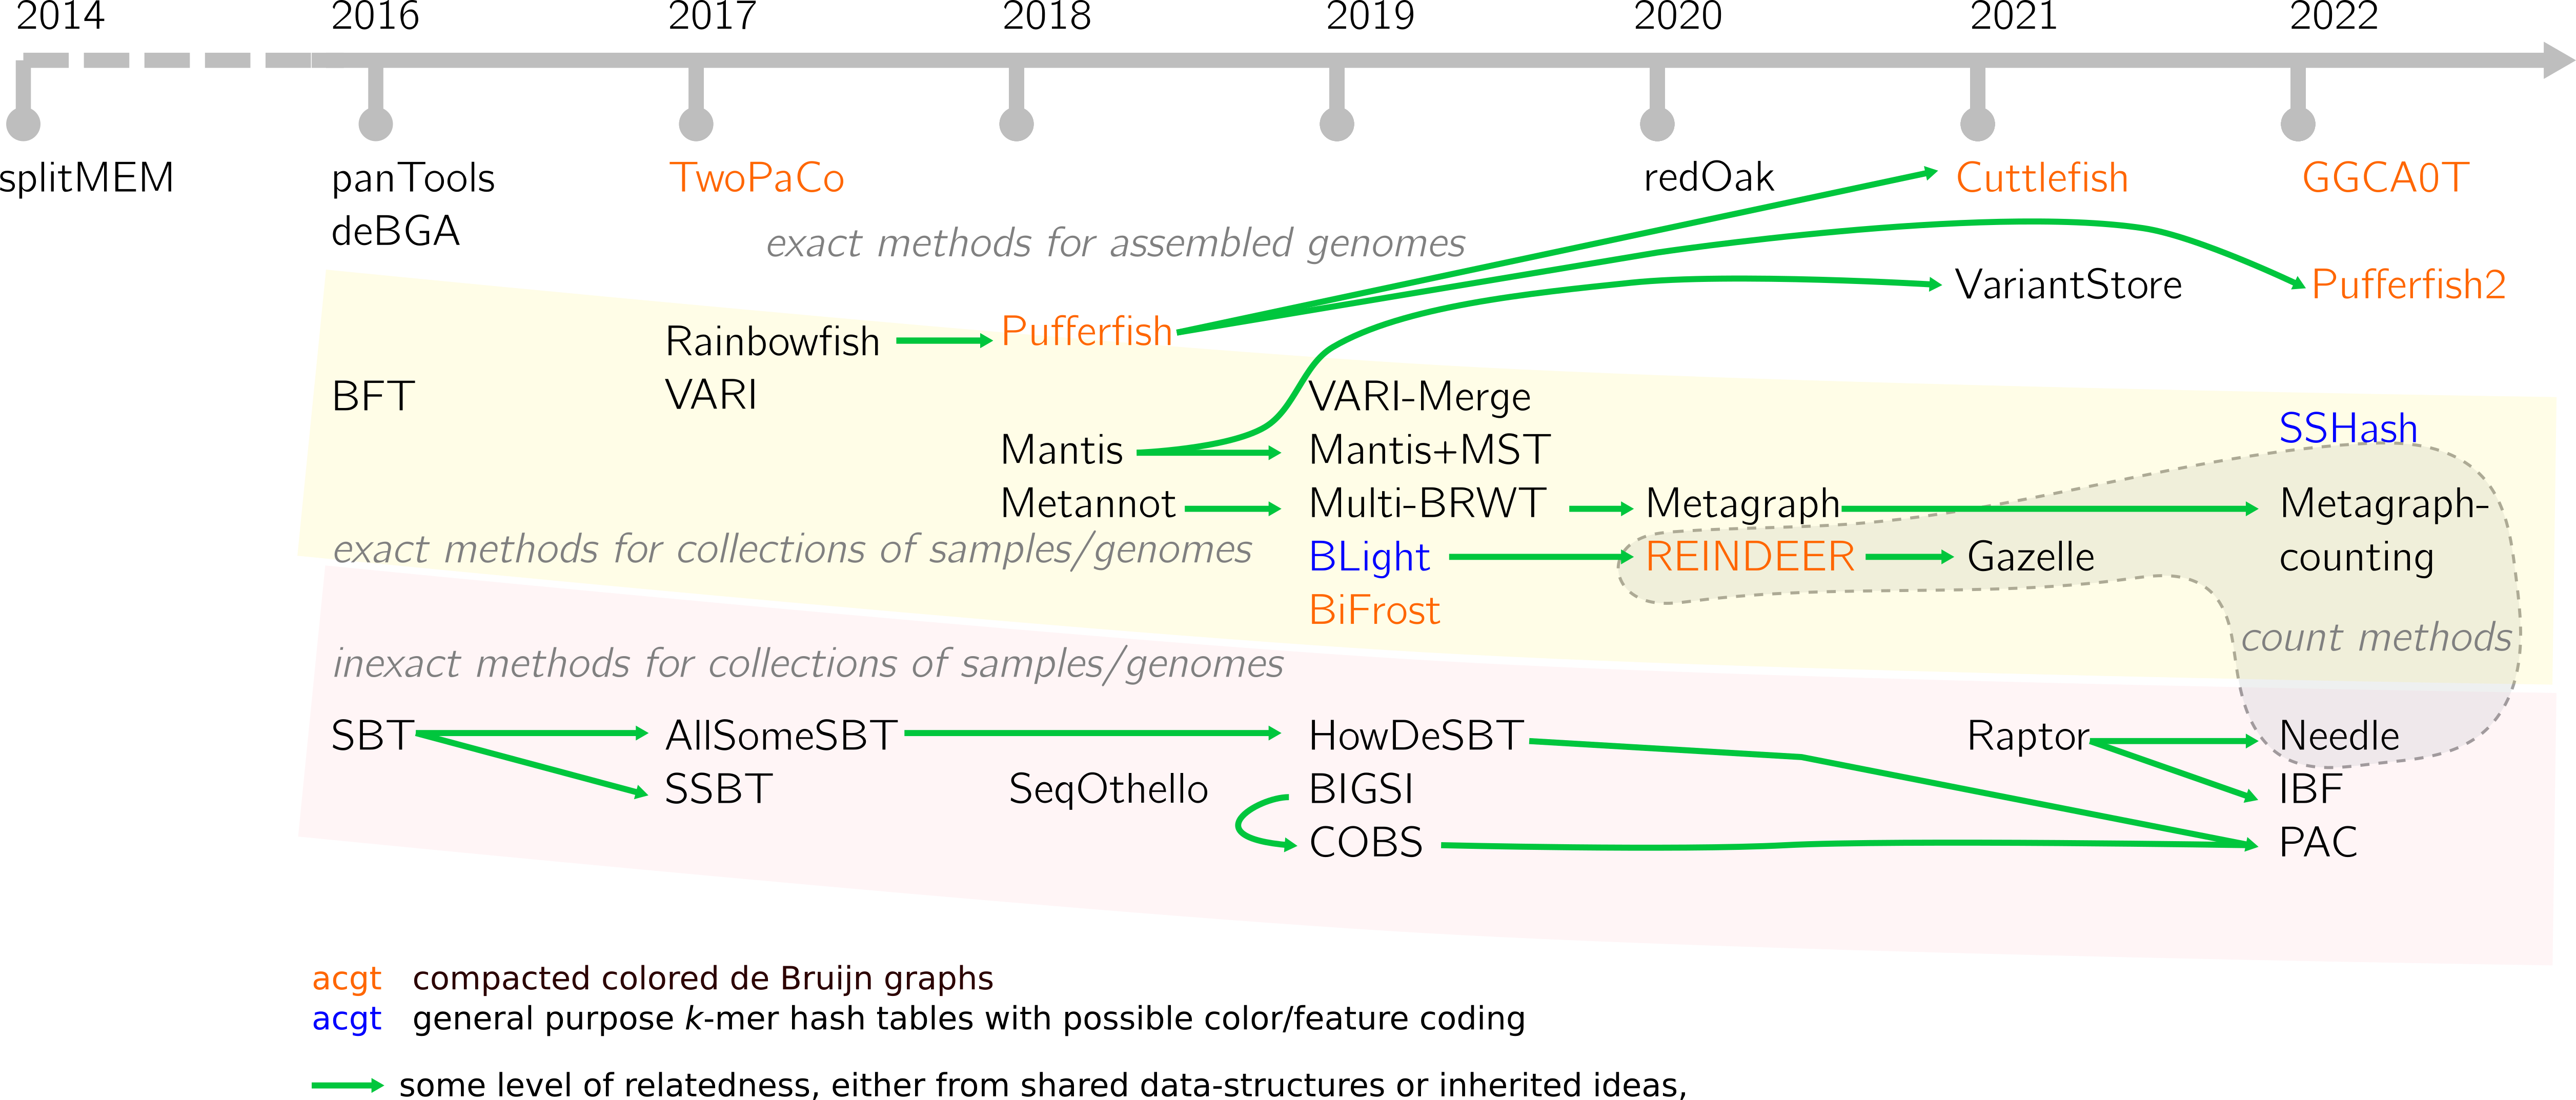 2014 2016 2017 2018 2019 2020 2021 2022
splitMEM panTools TwoPaCo redOak Cuttlefish GGCA0T
deBGA
exact methods for assembled genomes
VariantStore Pufferfish2
Rainbowfish Pufferfish
BFT VARI VARI-Merge
SSHash
Mantis Mantis+MST
Metannot Multi-BRWT Metagraph Metagraph-
exact methods for collections of samples/genomes BLight REINDEER Gazelle counting
BiFrost
count methods
inexact methods for collections of samples/genomes
SBT AllSomeSBT HowDeSBT Raptor Needle
SSBT SeqOthello BIGSI IBF
COBS PAC
acgt compacted colored de Bruijn graphs
acgt general purpose k-mer hash tables with possible color/feature coding
some level of relatedness, either from shared data-structures or inherited ideas,